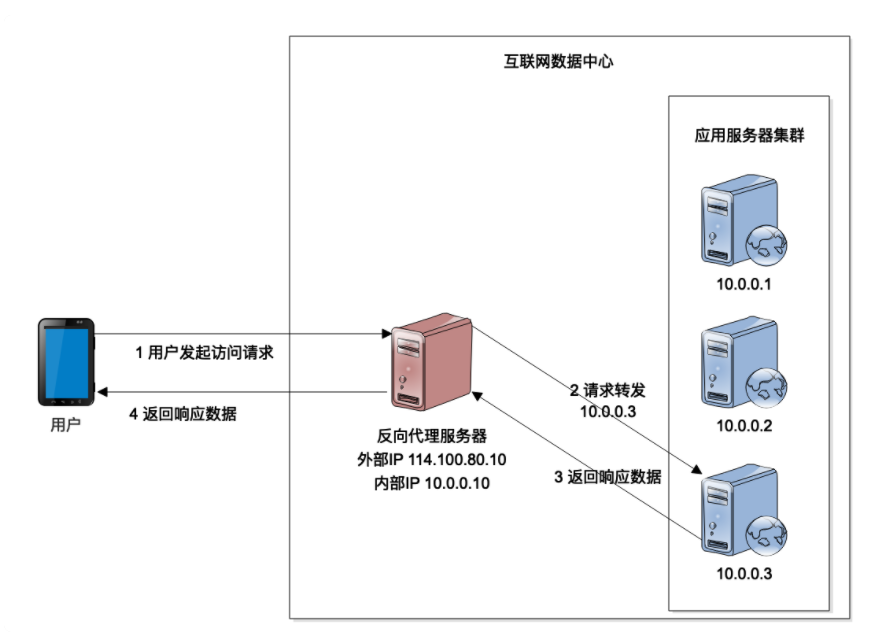 互联网数据中心
应用服务器集群
10.0.0.1
1 用户发起访问请求
2 请求转发
10.0.0.3
4 返回响应数据
用户
10.0.0.2
反向代理服务器
外部IP 114.100.80.10
内部IP 10.0.0.10
3 返回响应数据
10.0.0.3